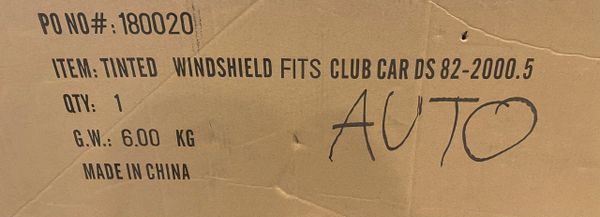 PO NO#: 180020
ITEM: TINTED WINDSHIELD FITS CLUB CAR DS 82-2000.5
QTY: 1
AUTO
G.W.: 6.00 KG
MADE IN CHINA